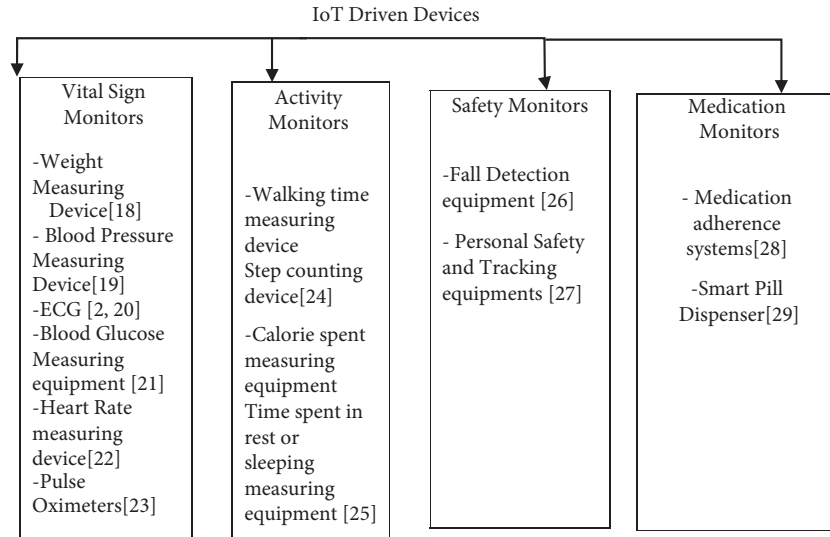 IoT Driven Devices
Vital Sign
Monitors
-Weight
Measuring
Device[18]
- Blood Pressure
Measuring
Device[19]
-ECG [2, 20]
-Blood Glucose
Measuring
equipment [21]
-Heart Rate
measuring
device[22]
-Pulse
Oximeters[23]
Activity
Monitors
-Walking time
measuring
device
Step counting
device[24]
-Calorie spent
measuring
equipment
Time spent in
rest or
sleeping
measuring
equipment [25]
Safety Monitors
-Fall Detection
equipment [26]
- Personal Safety
and Tracking
equipments [27]
Medication
Monitors
- Medication
adherence
systems[28]
-Smart Pill
Dispenser[29]